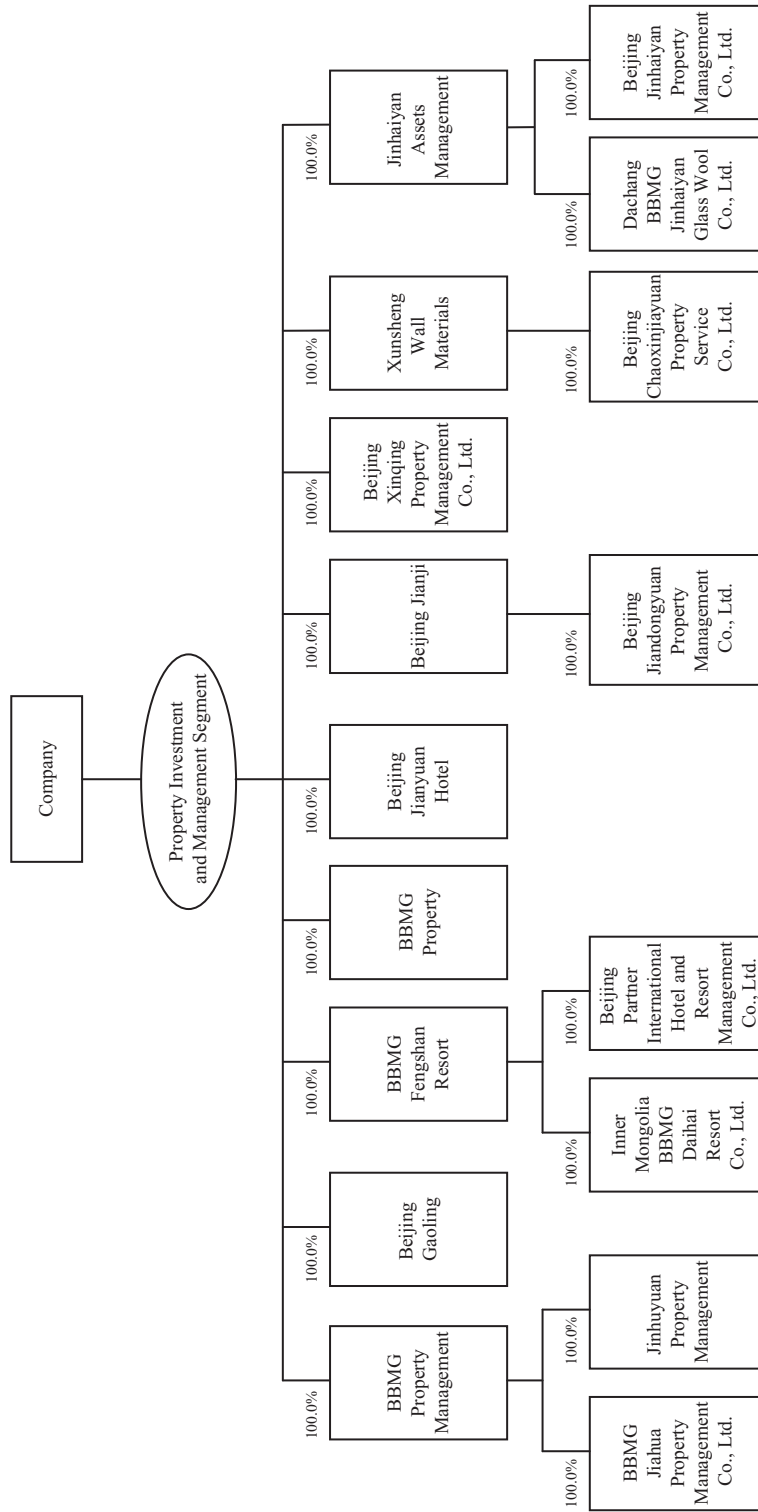 Company
Property Investment
and Management Segment
100.0%
100.0%
100.0%
100.0%
100.0%
100.0%
100.0%
100.0%
100.0%
BBMG
Property
Management
Beijing
Gaoling
BBMG
Fengshan
Resort
BBMG
Property
Beijing
Jianyuan
Hotel
Beijing Jianji
Beijing
Xinqing
Property
Management
Co., Ltd.
Xunsheng
Wall
Materials
Jinhaiyan
Assets
Management
100.0%
100.0%
100.0%
100.0%
100.0%
100.0%
100.0%
100.0%
BBMG
Jiahua
Property
Management
Co., Ltd.
Jinhuyuan
Property
Management
Inner
Mongolia
BBMG
Daihai
Resort
Co., Ltd.
Beijing
Partner
International
Hotel and
Resort
Management
Co., Ltd.
Beijing
Jiandongyuan
Property
Management
Co., Ltd.
Beijing
Chaoxinjiayuan
Property
Service
Co., Ltd.
Dachang
BBMG
Jinhaiyan
Glass Wool
Co., Ltd.
Beijing
Jinhaiyan
Property
Management
Co., Ltd.